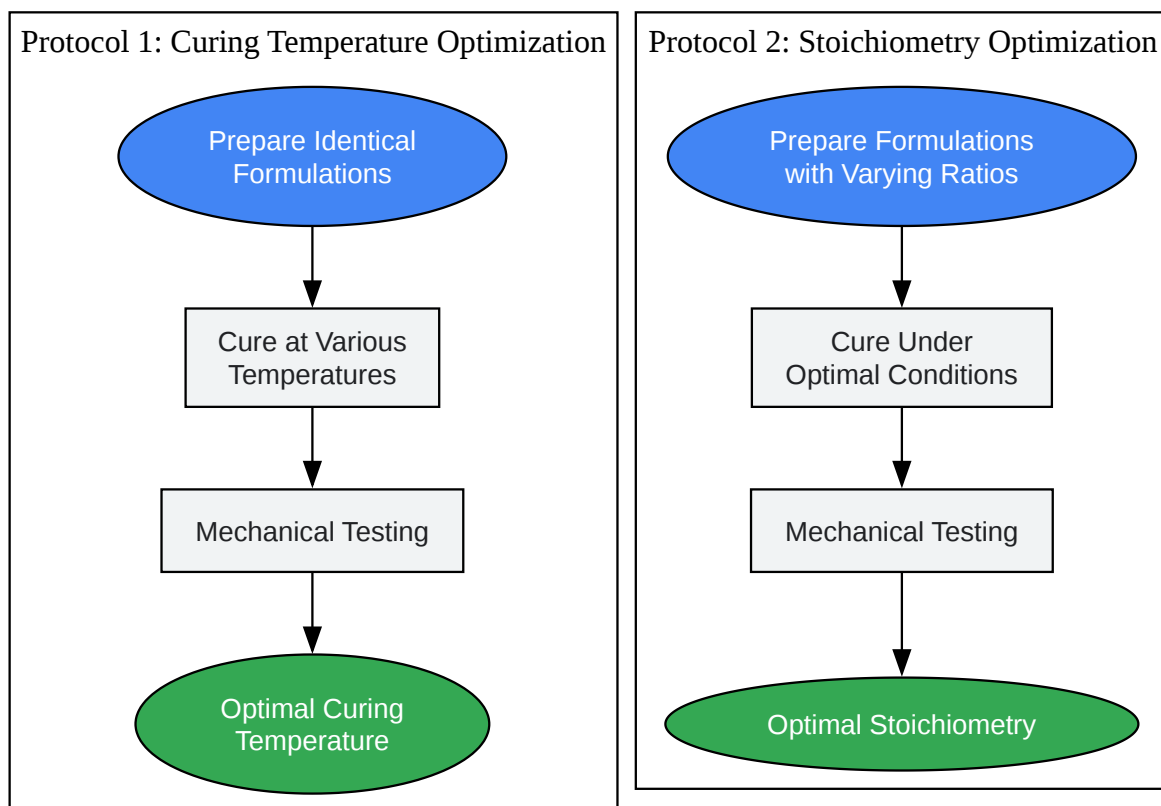 Protocol 1: Curing Temperature Optimization
Prepare Identical
Formulations
Cure at Various
Temperatures
Mechanical Testing
Optimal Curing
Temperature
Protocol 2: Stoichiometry Optimization
Prepare Formulations
with Varying Ratios
Cure Under
Optimal Conditions
Mechanical Testing
Optimal Stoichiometry